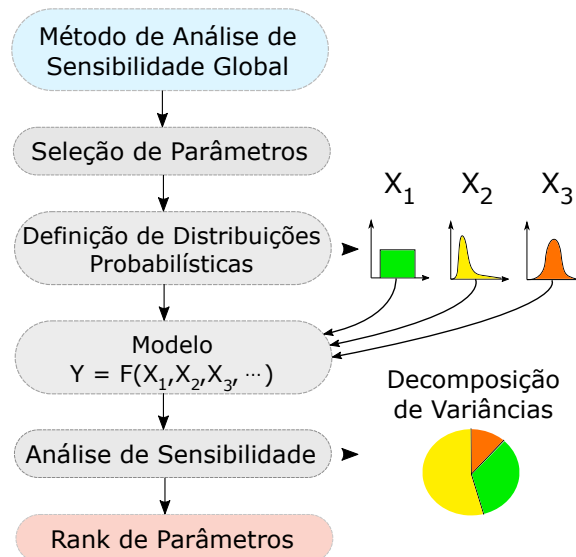 Método de Análise de
Sensibilidade Global
Seleção de Parâmetros
X₁
X₂
X₃
Definição de Distribuições
Probabilísticas
Modelo
Y = F(X₁,X₂,X₃, ⋯)
Decomposição
de Variâncias
Análise de Sensibilidade
Rank de Parâmetros